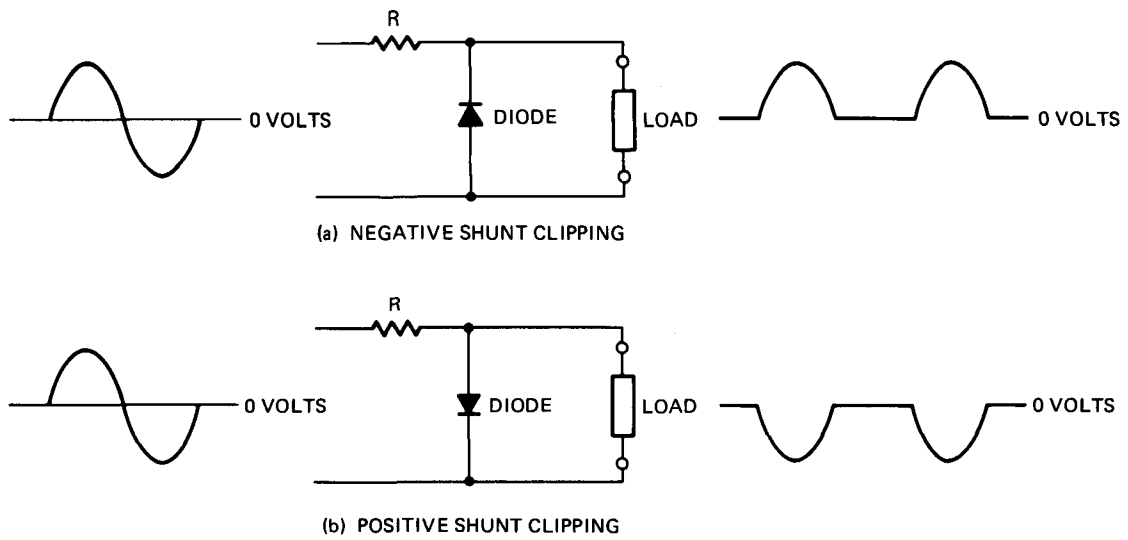 R
0 VOLTS
DIODE
LOAD
0 VOLTS
(a) NEGATIVE SHUNT CLIPPING
R
0 VOLTS
DIODE
LOAD
0 VOLTS
(b) POSITIVE SHUNT CLIPPING